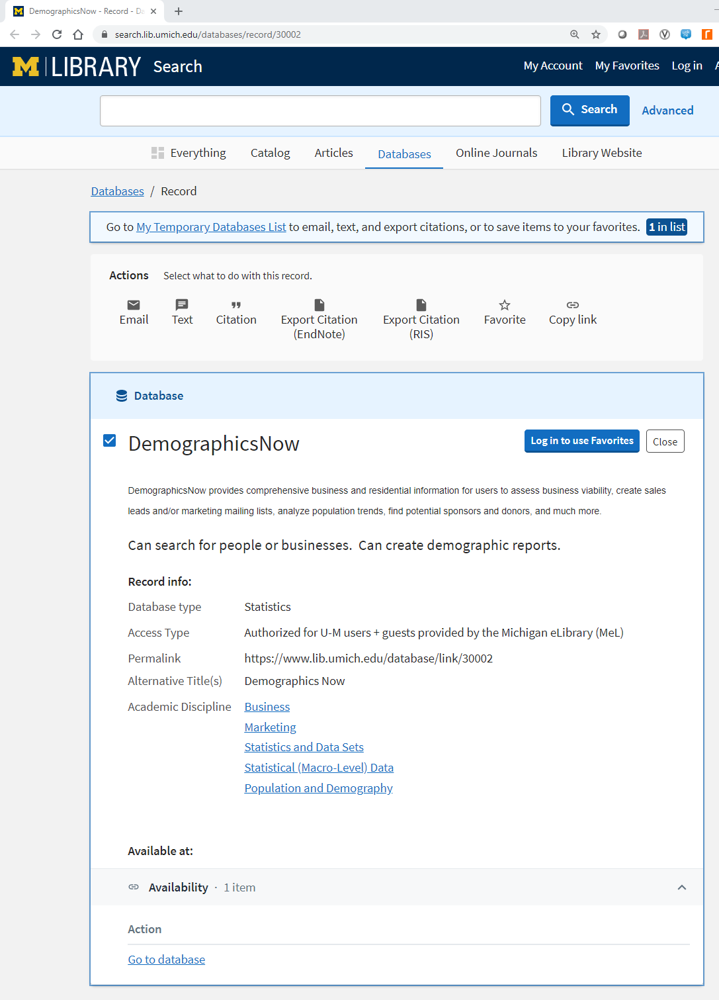 DemographicsNow - Record - Da
search.lib.umich.edu/databases/record/30002
M LIBRARY Search My Account My Favorites Log in
Search Advanced
Everything Catalog Articles Databases Online Journals Library Website
Databases / Record
Go to My Temporary Databases List to email, text, and export citations, or to save items to your favorites. 1 in list
Actions Select what to do with this record.
Email Text Citation Export Citation (EndNote) Export Citation (RIS) Favorite Copy link
Database
DemographicsNow Log in to use Favorites Close
DemographicsNow provides comprehensive business and residential information for users to assess business viability, create sales
leads and/or marketing mailing lists, analyze population trends, find potential sponsors and donors, and much more.
Can search for people or businesses. Can create demographic reports.
Record info:
Database type Statistics
Access Type Authorized for U-M users + guests provided by the Michigan eLibrary (MeL)
Permalink https://www.lib.umich.edu/database/link/30002
Alternative Title(s) Demographics Now
Academic Discipline Business
Marketing
Statistics and Data Sets
Statistical (Macro-Level) Data
Population and Demography
Available at:
Availability · 1 item
Action
Go to database